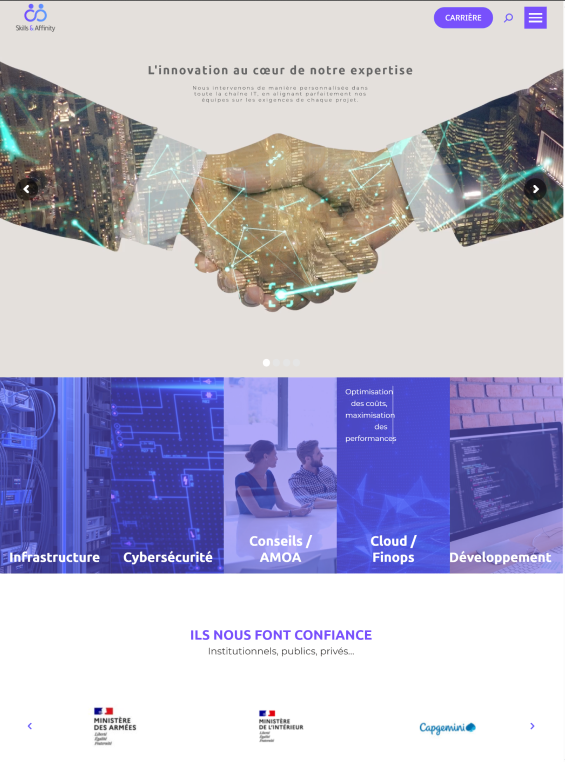 Skills & Affinity
CARRIÈRE
L'innovation au cœur de notre expertise
Nous intervenons de manière personnalisée dans
toute la chaîne IT, en alignant parfaitement nos
équipes sur les exigences de chaque projet.
Optimisation
des coûts,
maximisation
des
performances
Infrastructure
Cybersécurité
Conseils /
AMOA
Cloud /
Finops
Développement
ILS NOUS FONT CONFIANCE
Institutionnels, publics, privés...
MINISTÈRE
DES ARMÉES
Liberté
Égalité
Fraternité
MINISTÈRE
DE L'INTÉRIEUR
Liberté
Égalité
Fraternité
Capgemini